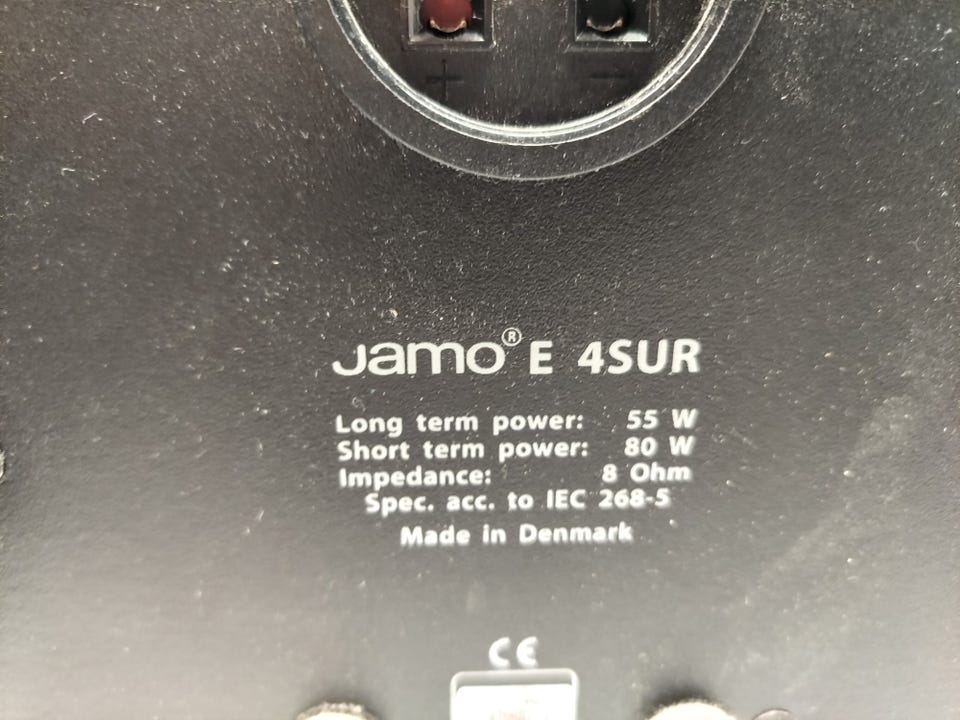 + −
Jamo® E 4SUR
Long term power: 55 W
Short term power: 80 W
Impedance: 8 Ohm
Spec. acc. to IEC 268-5
Made in Denmark
CE